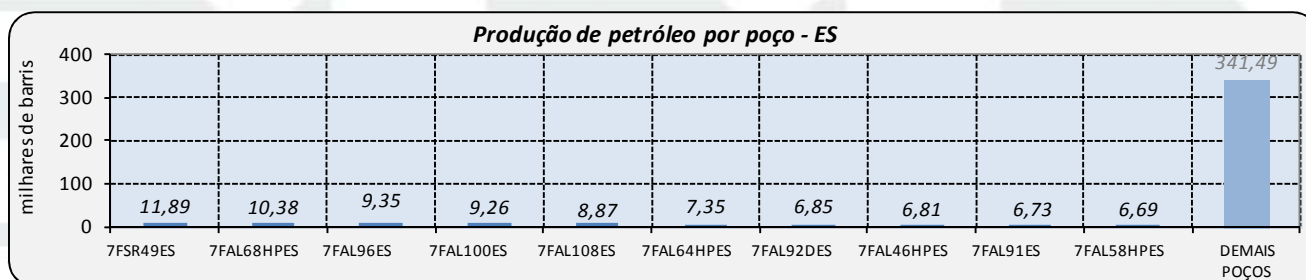 Produção de petróleo por poço - ES
milhares de barris
400
300
200
100
0
341,49
11,89 10,38 9,35 9,26 8,87 7,35 6,85 6,81 6,73 6,69
7FSR49ES 7FAL68HPES 7FAL96ES 7FAL100ES 7FAL108ES 7FAL64HPES 7FAL92DES 7FAL46HPES 7FAL91ES 7FAL58HPES DEMAIS
POÇOS